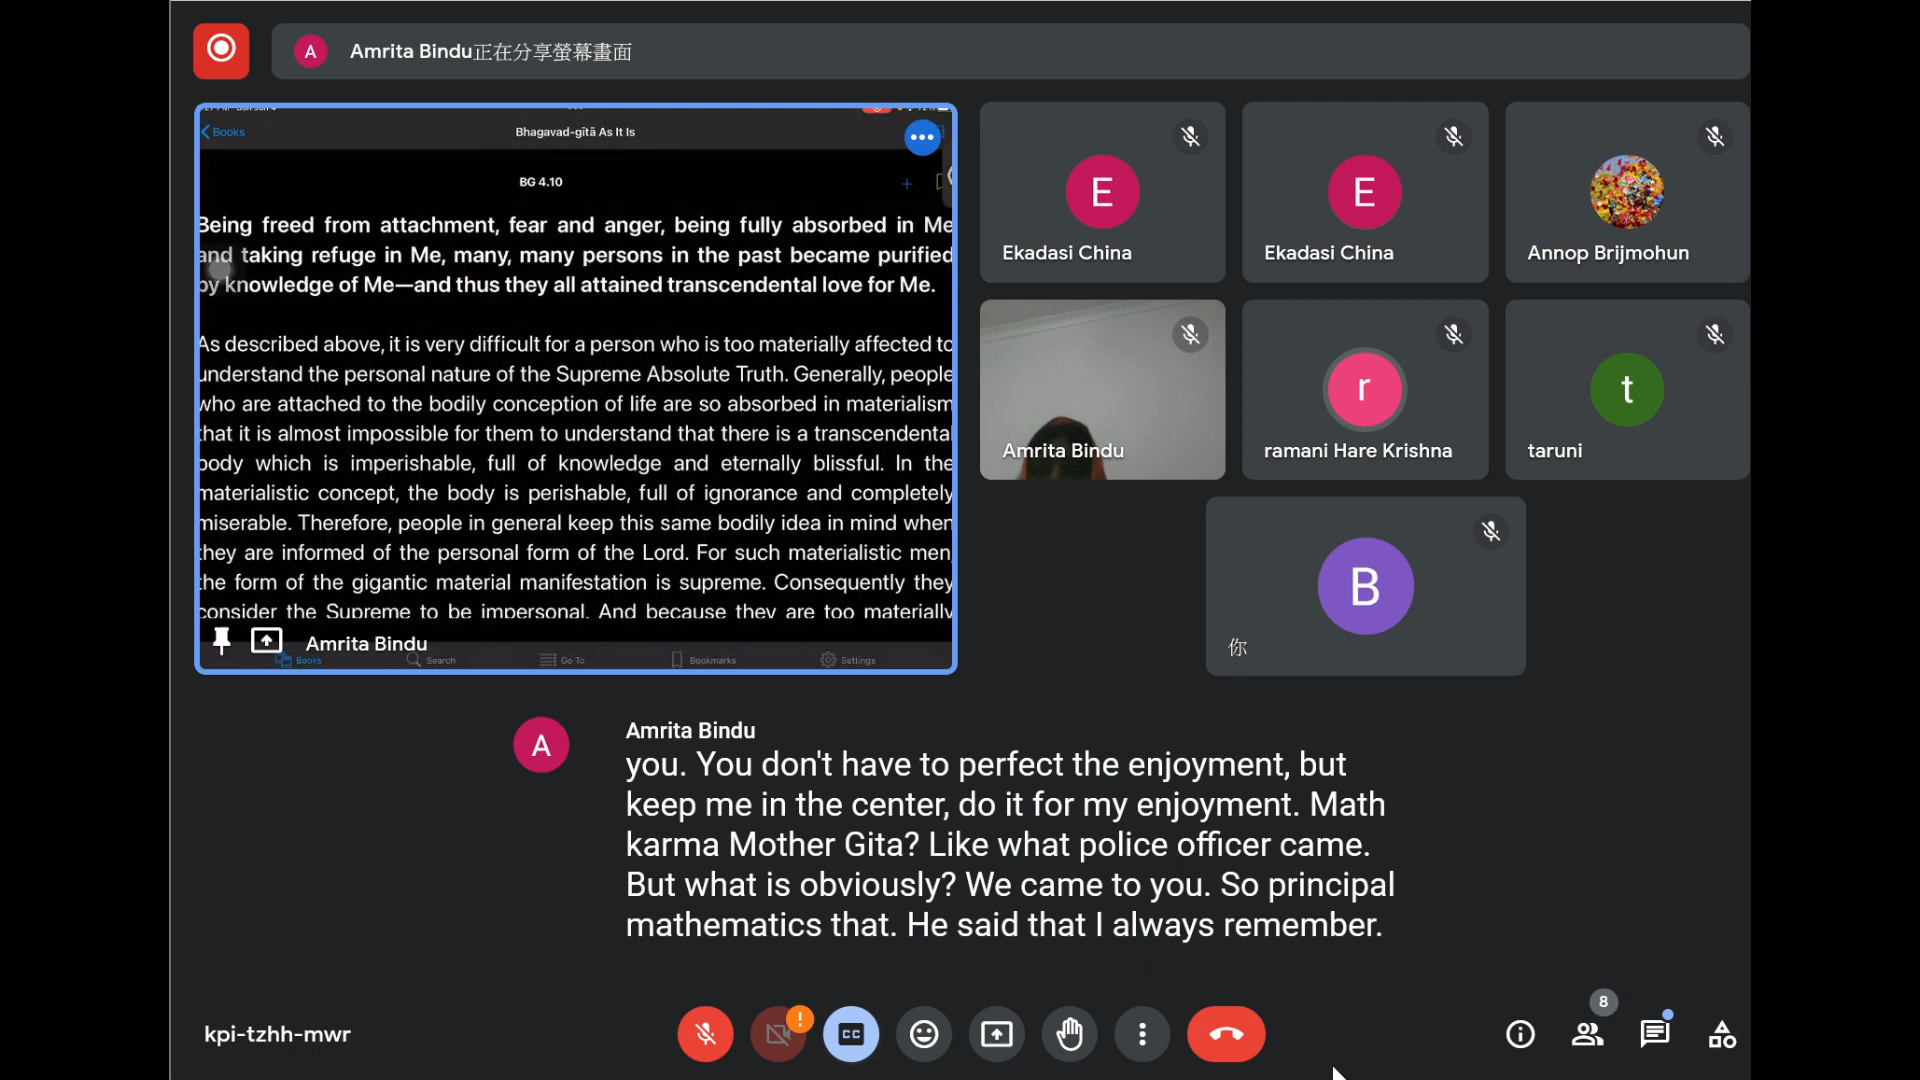 A Amrita Bindu正在分享螢幕畫面
Books
Bhagavad-gītā As It Is
BG 4.10
Being freed from attachment, fear and anger, being fully absorbed in Me
and taking refuge in Me, many, many persons in the past became purified
by knowledge of Me—and thus they all attained transcendental love for Me.
As described above, it is very difficult for a person who is too materially affected to
understand the personal nature of the Supreme Absolute Truth. Generally, people
who are attached to the bodily conception of life are so absorbed in materialism
that it is almost impossible for them to understand that there is a transcendental
body which is imperishable, full of knowledge and eternally blissful. In the
materialistic concept, the body is perishable, full of ignorance and completely
miserable. Therefore, people in general keep this same bodily idea in mind when
they are informed of the personal form of the Lord. For such materialistic men,
the form of the gigantic material manifestation is supreme. Consequently they
consider the Supreme to be impersonal. And because they are too materially
Amrita Bindu
Books
Search
Go To
Bookmarks
Settings
E
Ekadasi China
E
Ekadasi China
Annop Brijmohun
Amrita Bindu
r
ramani Hare Krishna
t
taruni
B
你
A
Amrita Bindu
you. You don't have to perfect the enjoyment, but
keep me in the center, do it for my enjoyment. Math
karma Mother Gita? Like what police officer came.
But what is obviously? We came to you. So principal
mathematics that. He said that I always remember.
kpi-tzhh-mwr
CC
8